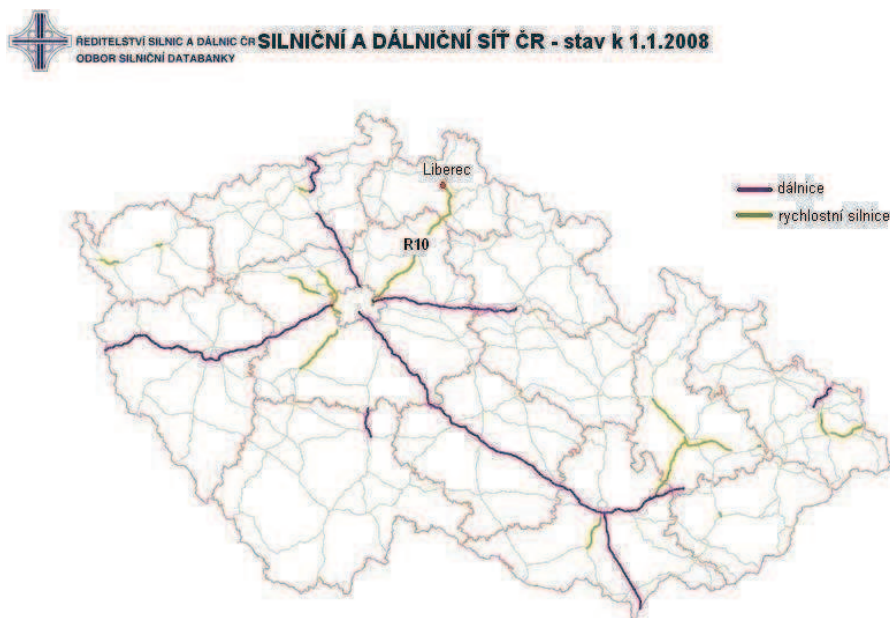 ŘEDITELSTVÍ SILNIC A DÁLNIC ČR
ODBOR SILNIČNÍ DATABANKY
SILNIČNÍ A DÁLNIČNÍ SÍŤ ČR - stav k 1.1.2008
Liberec
R10
dálnice
rychlostní silnice